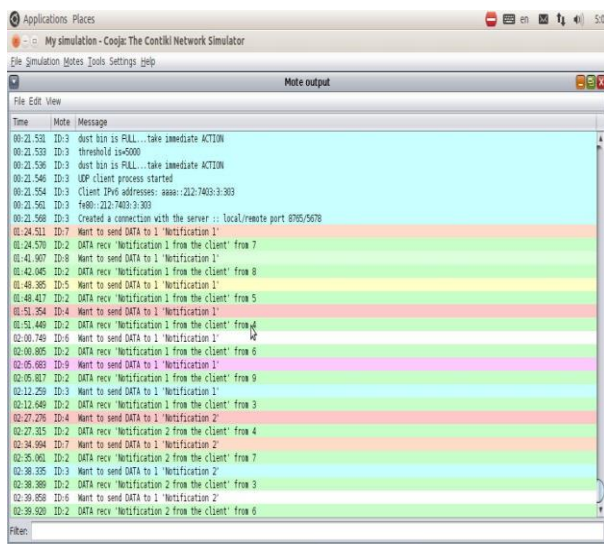 Applications Places en 5:0
My simulation - Cooja: The Contiki Network Simulator
File Simulation Motes Tools Settings Help
Mote output
File Edit View
Time Mote Message
00:21.531 ID:3 dust bin is FULL...take immediate ACTION
00:21.533 ID:3 threshold is=5000
00:21.536 ID:3 dust bin is FULL...take immediate ACTION
00:21.546 ID:3 UDP client process started
00:21.554 ID:3 Client IPv6 addresses: aaaa::212:7403:3:303
00:21.561 ID:3 fe80::212:7403:3:303
00:21.568 ID:3 Created a connection with the server :: local/remote port 8765/5678
01:24.511 ID:7 Want to send DATA to 1 'Notification 1'
01:24.570 ID:2 DATA recv 'Notification 1 from the client' from 7
01:41.907 ID:8 Want to send DATA to 1 'Notification 1'
01:42.045 ID:2 DATA recv 'Notification 1 from the client' from 8
01:48.385 ID:5 Want to send DATA to 1 'Notification 1'
01:48.417 ID:2 DATA recv 'Notification 1 from the client' from 5
01:51.354 ID:4 Want to send DATA to 1 'Notification 1'
01:51.449 ID:2 DATA recv 'Notification 1 from the client' from 4
02:00.749 ID:6 Want to send DATA to 1 'Notification 1'
02:00.805 ID:2 DATA recv 'Notification 1 from the client' from 6
02:05.683 ID:9 Want to send DATA to 1 'Notification 1'
02:05.817 ID:2 DATA recv 'Notification 1 from the client' from 9
02:12.259 ID:3 Want to send DATA to 1 'Notification 1'
02:12.649 ID:2 DATA recv 'Notification 1 from the client' from 3
02:27.276 ID:4 Want to send DATA to 1 'Notification 2'
02:27.315 ID:2 DATA recv 'Notification 2 from the client' from 4
02:34.994 ID:7 Want to send DATA to 1 'Notification 2'
02:35.061 ID:2 DATA recv 'Notification 2 from the client' from 7
02:38.335 ID:3 Want to send DATA to 1 'Notification 2'
02:38.389 ID:2 DATA recv 'Notification 2 from the client' from 3
02:39.858 ID:6 Want to send DATA to 1 'Notification 2'
02:39.920 ID:2 DATA recv 'Notification 2 from the client' from 6
Filter: